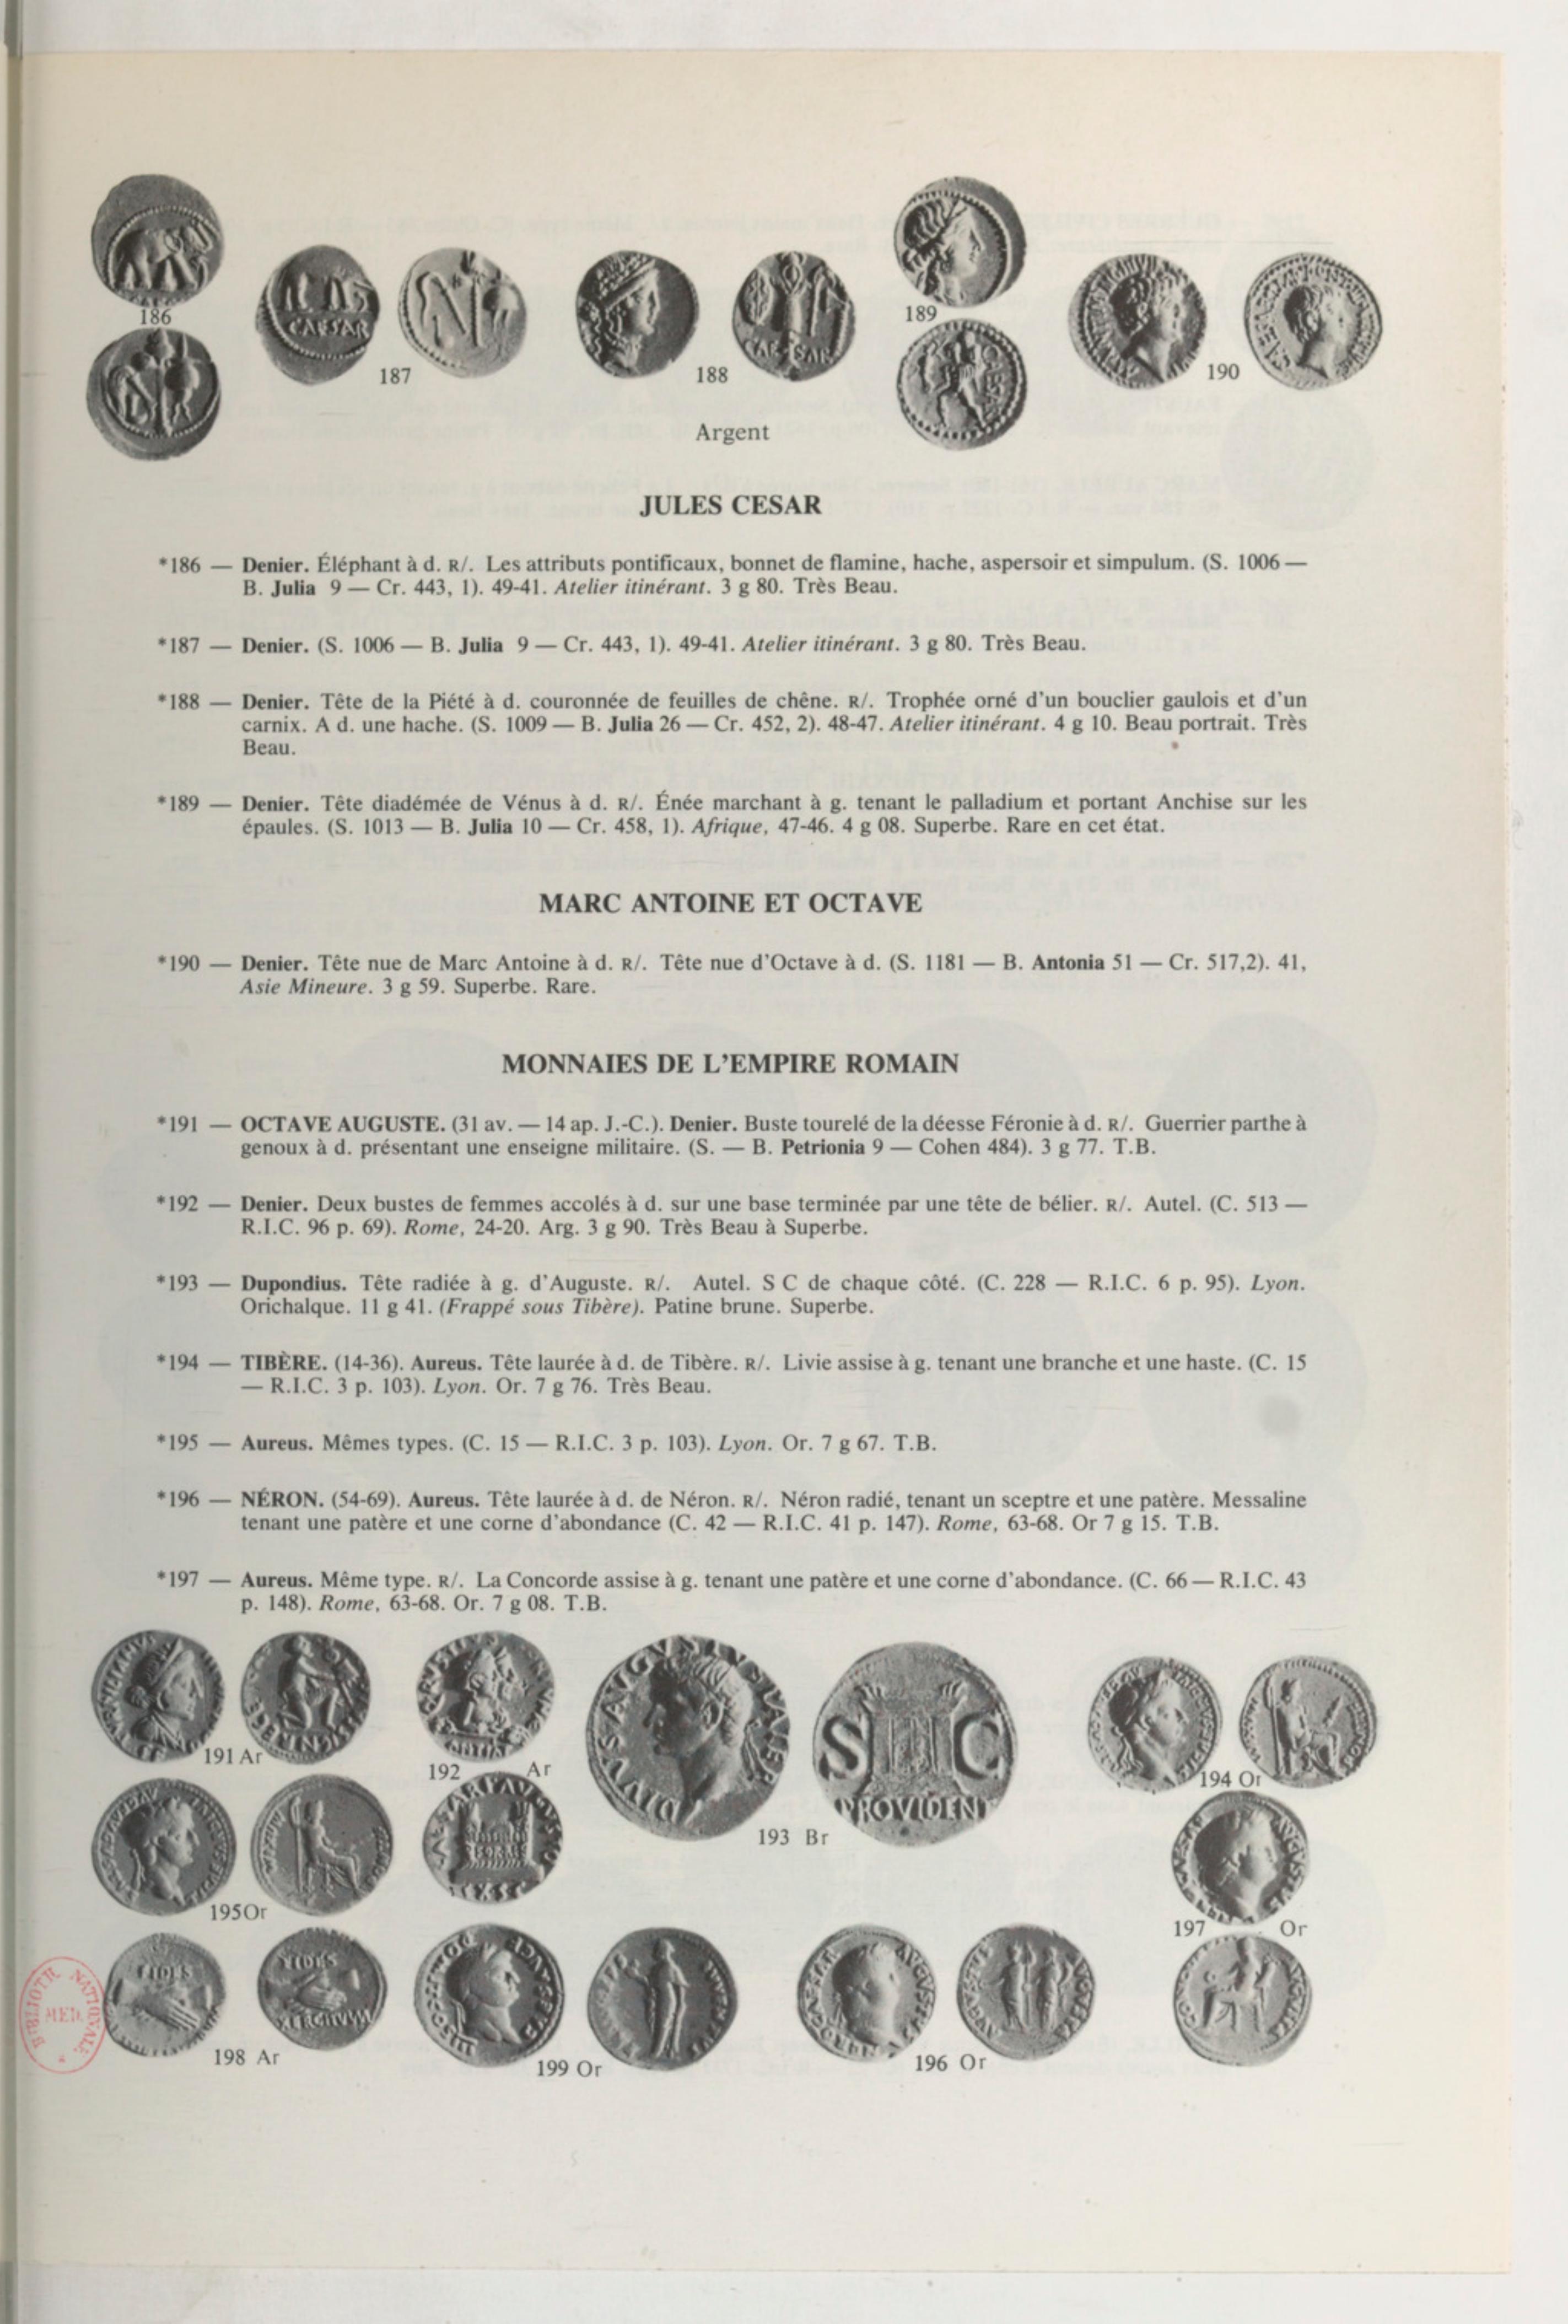 186
187
188
189
190
CAESAR
CAESAR
Argent
JULES CESAR
*186 — Denier. Éléphant à d. R/. Les attributs pontificaux, bonnet de flamine, hache, aspersoir et simpulum. (S. 1006 —
B. Julia 9 — Cr. 443, 1). 49-41. Atelier itinérant. 3 g 80. Très Beau.
*187 — Denier. (S. 1006 — B. Julia 9 — Cr. 443, 1). 49-41. Atelier itinérant. 3 g 80. Très Beau.
*188 — Denier. Tête de la Piété à d. couronnée de feuilles de chêne. R/. Trophée orné d'un bouclier gaulois et d'un
carnix. A d. une hache. (S. 1009 — B. Julia 26 — Cr. 452, 2). 48-47. Atelier itinérant. 4 g 10. Beau portrait. Très
Beau.
*189 — Denier. Tête diadémée de Vénus à d. R/. Énée marchant à g. tenant le palladium et portant Anchise sur les
épaules. (S. 1013 — B. Julia 10 — Cr. 458, 1). Afrique, 47-46. 4 g 08. Superbe. Rare en cet état.
MARC ANTOINE ET OCTAVE
*190 — Denier. Tête nue de Marc Antoine à d. R/. Tête nue d'Octave à d. (S. 1181 — B. Antonia 51 — Cr. 517,2). 41,
Asie Mineure. 3 g 59. Superbe. Rare.
MONNAIES DE L'EMPIRE ROMAIN
*191 — OCTAVE AUGUSTE. (31 av. — 14 ap. J.-C.). Denier. Buste tourelé de la déesse Féronie à d. R/. Guerrier parthe à
genoux à d. présentant une enseigne militaire. (S. — B. Petrionia 9 — Cohen 484). 3 g 77. T.B.
*192 — Denier. Deux bustes de femmes accolés à d. sur une base terminée par une tête de bélier. R/. Autel. (C. 513 —
R.I.C. 96 p. 69). Rome, 24-20. Arg. 3 g 90. Très Beau à Superbe.
*193 — Dupondius. Tête radiée à g. d'Auguste. R/. Autel. S C de chaque côté. (C. 228 — R.I.C. 6 p. 95). Lyon.
Orichalque. 11 g 41. (Frappé sous Tibère). Patine brune. Superbe.
*194 — TIBÈRE. (14-36). Aureus. Tête laurée à d. de Tibère. R/. Livie assise à g. tenant une branche et une haste. (C. 15
— R.I.C. 3 p. 103). Lyon. Or. 7 g 76. Très Beau.
*195 — Aureus. Mêmes types. (C. 15 — R.I.C. 3 p. 103). Lyon. Or. 7 g 67. T.B.
*196 — NÉRON. (54-69). Aureus. Tête laurée à d. de Néron. R/. Néron radié, tenant un sceptre et une patère. Messaline
tenant une patère et une corne d'abondance (C. 42 — R.I.C. 41 p. 147). Rome, 63-68. Or 7 g 15. T.B.
*197 — Aureus. Même type. R/. La Concorde assise à g. tenant une patère et une corne d'abondance. (C. 66 — R.I.C. 43
p. 148). Rome, 63-68. Or. 7 g 08. T.B.
191 Ar
192 Ar
S C
PROVIDENT
193 Br
194 Or
195 Or
197 Or
FIDES
FIDES
198 Ar
199 Or
196 Or
BIBLIOTH. NATIONALE
MED.